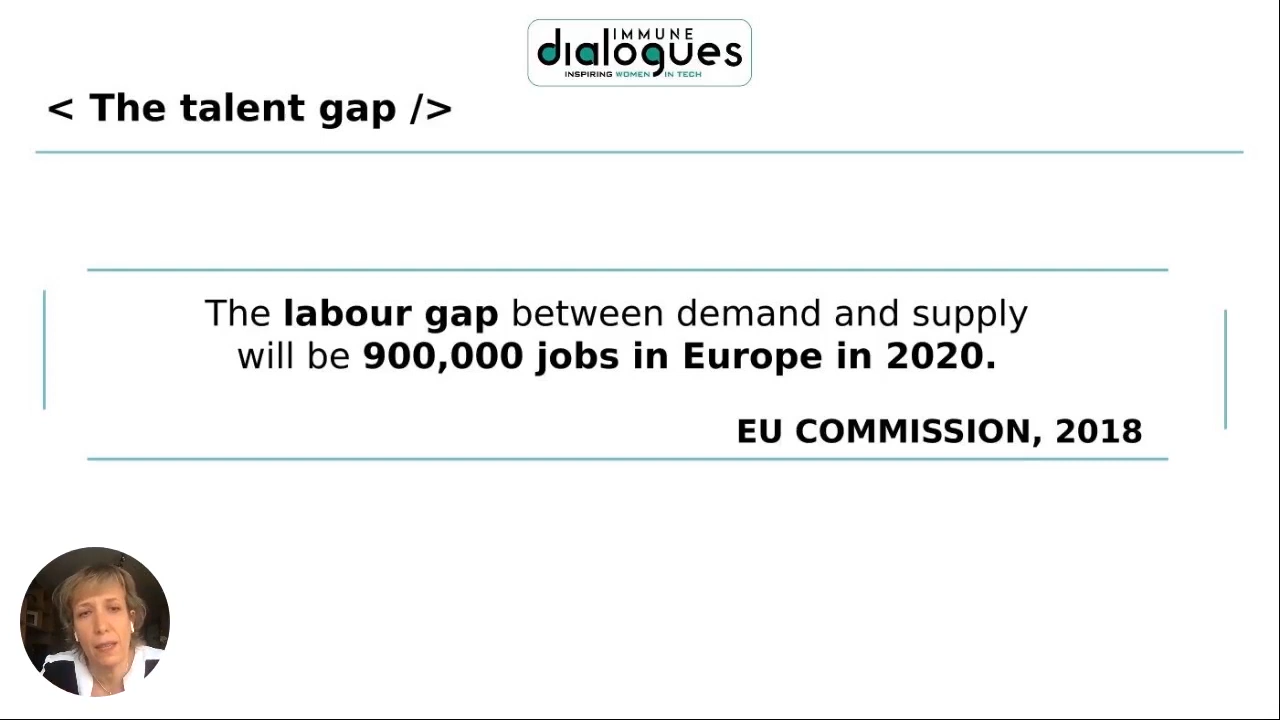 IMMUNE
dialogues
INSPIRING WOMEN IN TECH
< The talent gap />
The labour gap between demand and supply
will be 900,000 jobs in Europe in 2020.
EU COMMISSION, 2018